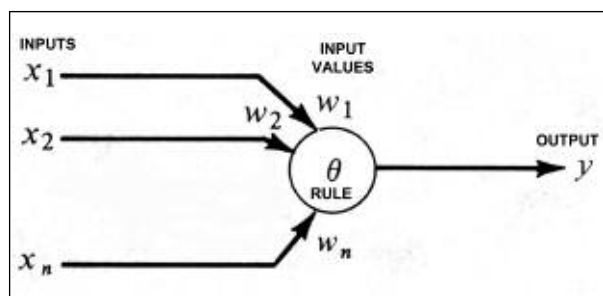 INPUTS
x1
x2
xn
INPUT
VALUES
w1
w2
wn
θ
RULE
OUTPUT
y